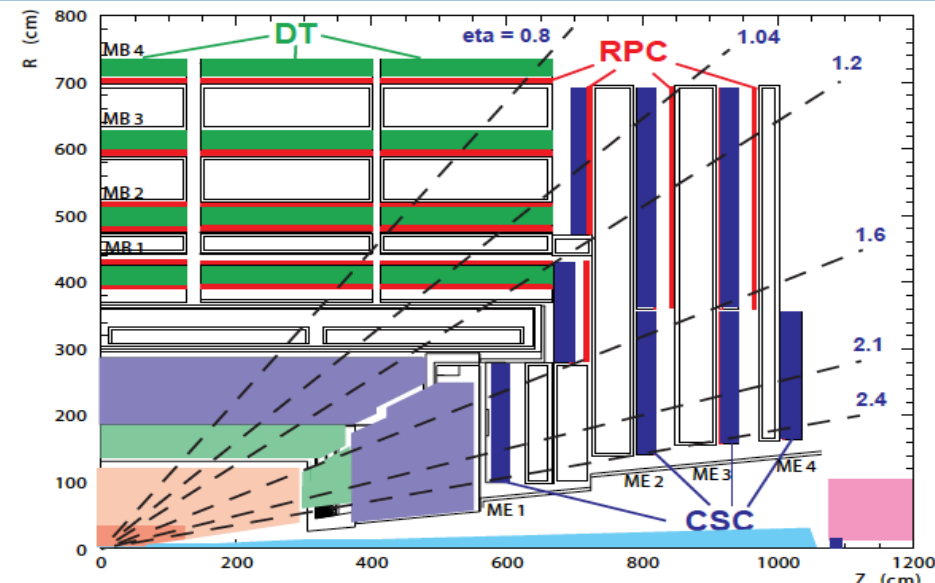 800
R (cm)
MB 4
DT
eta = 0.8
1.04
RPC
1.2
700
MB 3
600
MB 2
500
MB 1
1.6
400
2.1
300
2.4
200
100
ME 1
ME 2
ME 3
ME 4
CSC
0
0
200
400
600
800
1000
1200
Z (cm)